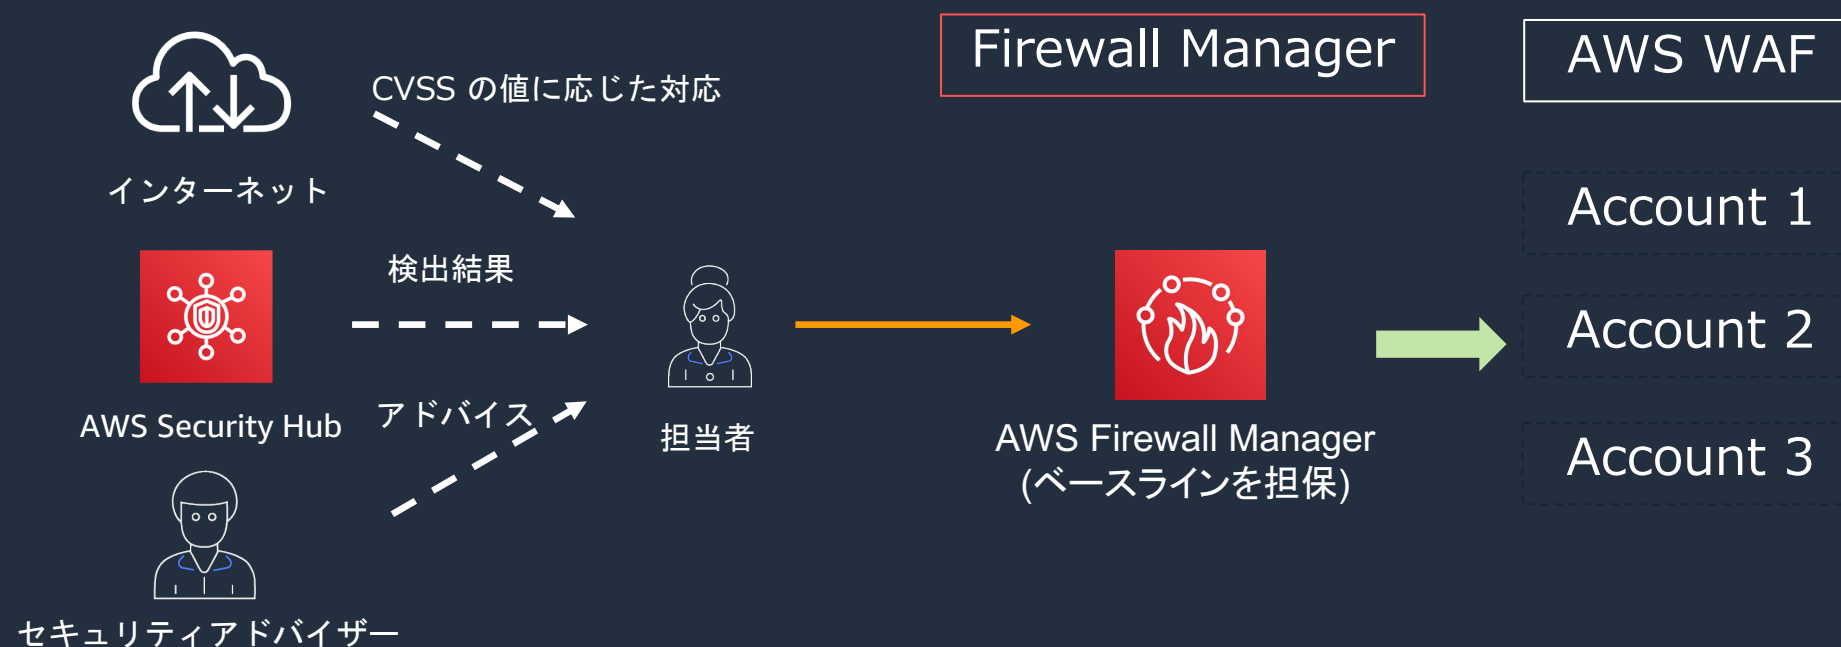 Firewall Manager
AWS WAF
CVSS の値に応じた対応
インターネット
検出結果
AWS Security Hub
アドバイス
担当者
セキュリティアドバイザー
AWS Firewall Manager
(ベースラインを担保)
Account 1
Account 2
Account 3